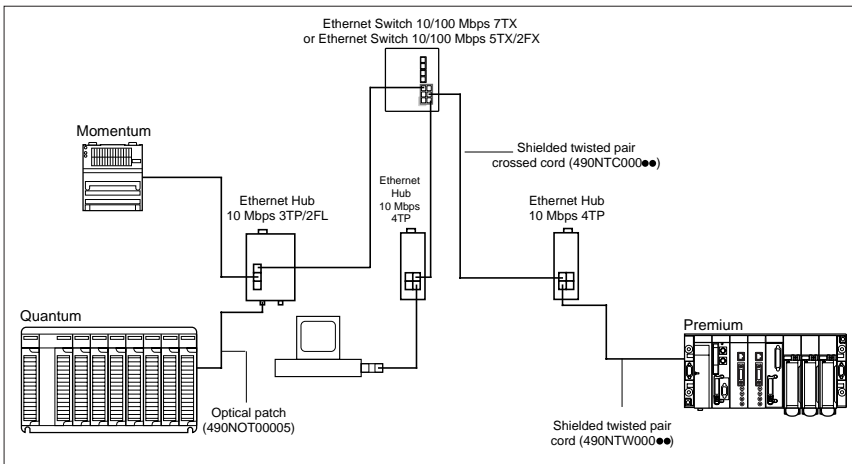 Ethernet Switch 10/100 Mbps 7TX
or Ethernet Switch 10/100 Mbps 5TX/2FX
Momentum
Shielded twisted pair
crossed cord (490NTC000●●)
Ethernet Hub
10 Mbps 3TP/2FL
Ethernet
Hub
10 Mbps
4TP
Ethernet Hub
10 Mbps 4TP
Quantum
Premium
Optical patch
(490NOT00005)
Shielded twisted pair
cord (490NTW000●●)